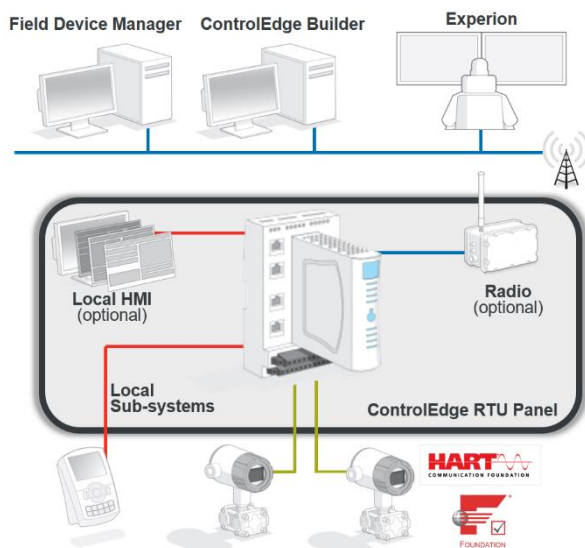 Field Device Manager
ControlEdge Builder
Experion
Local HMI
(optional)
Radio
(optional)
Local
Sub-systems
ControlEdge RTU Panel
HART
COMMUNICATION FOUNDATION
FOUNDATION